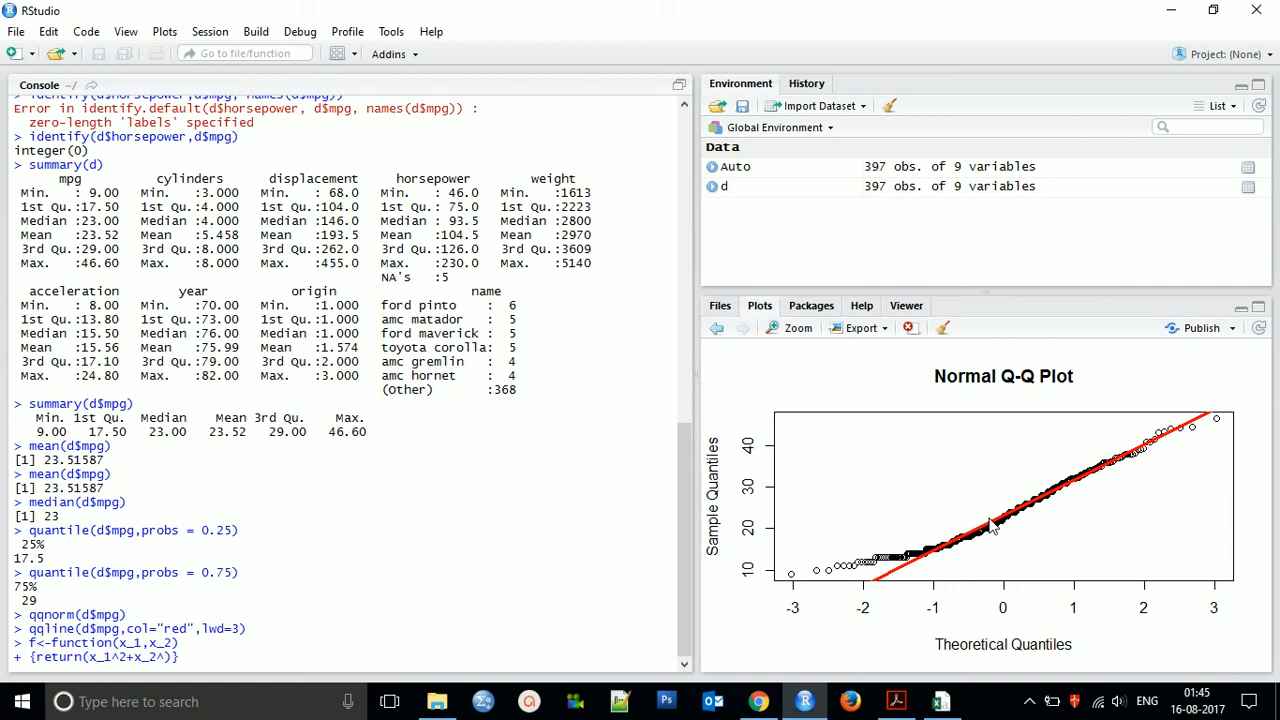 RStudio
File Edit Code View Plots Session Build Debug Profile Tools Help
Go to file/function Addins Project: (None)
Console ~/
identify(d$horsepower,d$mpg, names(d$mpg))
Error in identify.default(d$horsepower, d$mpg, names(d$mpg)) :
zero-length 'labels' specified
> identify(d$horsepower,d$mpg)
integer(0)
> summary(d)
mpg cylinders displacement horsepower weight
Min. : 9.00 Min. :3.000 Min. : 68.0 Min. : 46.0 Min. :1613
1st Qu.:17.50 1st Qu.:4.000 1st Qu.:104.0 1st Qu.: 75.0 1st Qu.:2223
Median :23.00 Median :4.000 Median :146.0 Median : 93.5 Median :2800
Mean :23.52 Mean :5.458 Mean :193.5 Mean :104.5 Mean :2970
3rd Qu.:29.00 3rd Qu.:8.000 3rd Qu.:262.0 3rd Qu.:126.0 3rd Qu.:3609
Max. :46.60 Max. :8.000 Max. :455.0 Max. :230.0 Max. :5140
NA's :5
acceleration year origin name
Min. : 8.00 Min. :70.00 Min. :1.000 ford pinto : 6
1st Qu.:13.80 1st Qu.:73.00 1st Qu.:1.000 amc matador : 5
Median :15.50 Median :76.00 Median :1.000 ford maverick : 5
Mean :15.56 Mean :75.99 Mean :1.574 toyota corolla: 5
3rd Qu.:17.10 3rd Qu.:79.00 3rd Qu.:2.000 amc gremlin : 4
Max. :24.80 Max. :82.00 Max. :3.000 amc hornet : 4
(Other) :368
> summary(d$mpg)
Min. 1st Qu. Median Mean 3rd Qu. Max.
9.00 17.50 23.00 23.52 29.00 46.60
> mean(d$mpg)
[1] 23.51587
> mean(d$mpg)
[1] 23.51587
> median(d$mpg)
[1] 23
> quantile(d$mpg,probs = 0.25)
25%
17.5
> quantile(d$mpg,probs = 0.75)
75%
29
> qqnorm(d$mpg)
> qqline(d$mpg,col="red",lwd=3)
> f<-function(x_1,x_2)
+ {return(x_1^2+x_2^)}
Environment History
Import Dataset List
Global Environment
Data
Auto 397 obs. of 9 variables
d 397 obs. of 9 variables
Files Plots Packages Help Viewer
Zoom Export Publish
Normal Q-Q Plot
Sample Quantiles
40
30
20
10
-3 -2 -1 0 1 2 3
Theoretical Quantiles
Type here to search
ENG
01:45
16-08-2017